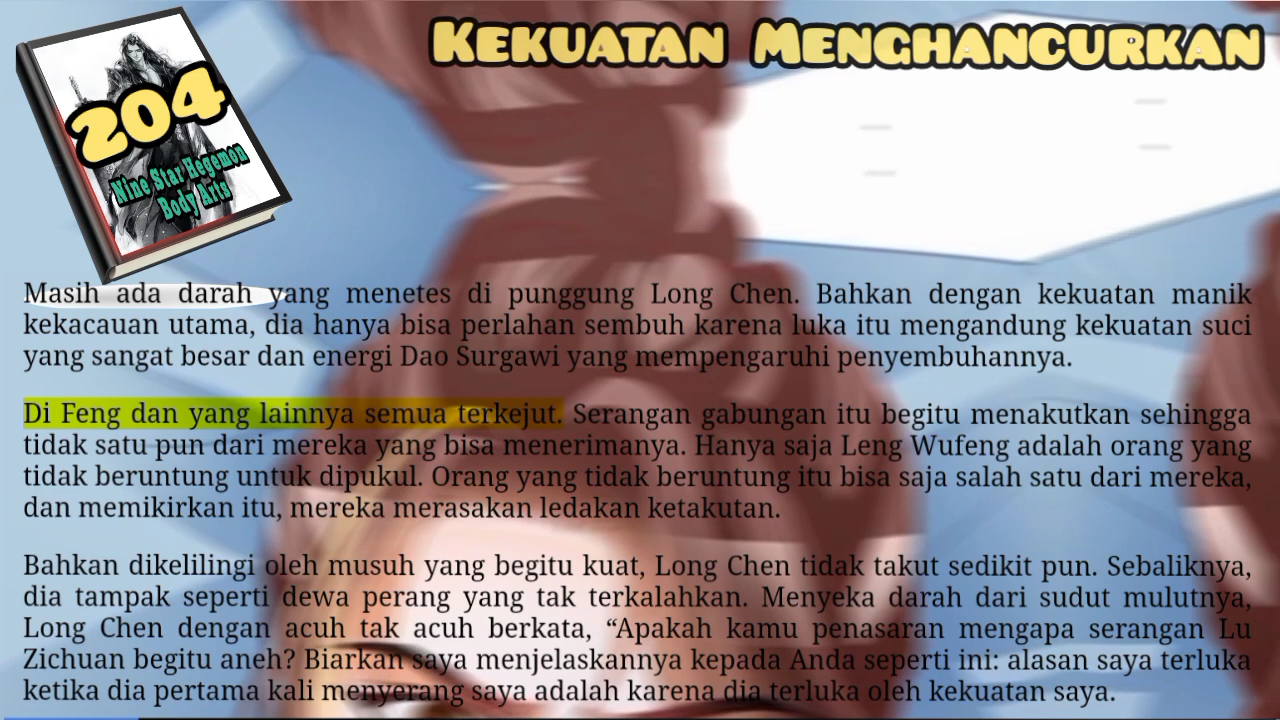 KEKUATAN MENGHANCURKAN
204
Nine Star Hegemon
Body Arts
Masih ada darah yang menetes di punggung Long Chen. Bahkan dengan kekuatan manik
kekacauan utama, dia hanya bisa perlahan sembuh karena luka itu mengandung kekuatan suci
yang sangat besar dan energi Dao Surgawi yang mempengaruhi penyembuhannya.
Di Feng dan yang lainnya semua terkejut. Serangan gabungan itu begitu menakutkan sehingga
tidak satu pun dari mereka yang bisa menerimanya. Hanya saja Leng Wufeng adalah orang yang
tidak beruntung untuk dipukul. Orang yang tidak beruntung itu bisa saja salah satu dari mereka,
dan memikirkan itu, mereka merasakan ledakan ketakutan.
Bahkan dikelilingi oleh musuh yang begitu kuat, Long Chen tidak takut sedikit pun. Sebaliknya,
dia tampak seperti dewa perang yang tak terkalahkan. Menyeka darah dari sudut mulutnya,
Long Chen dengan acuh tak acuh berkata, “Apakah kamu penasaran mengapa serangan Lu
Zichuan begitu aneh? Biarkan saya menjelaskannya kepada Anda seperti ini: alasan saya terluka
ketika dia pertama kali menyerang saya adalah karena dia terluka oleh kekuatan saya.